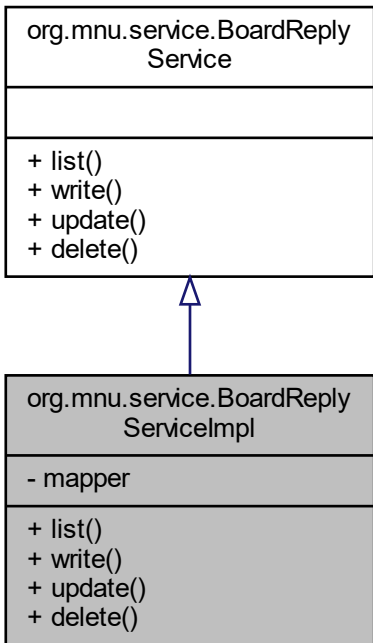 org.mnu.service.BoardReply
Service
+ list()
+ write()
+ update()
+ delete()
org.mnu.service.BoardReply
ServiceImpl
- mapper
+ list()
+ write()
+ update()
+ delete()